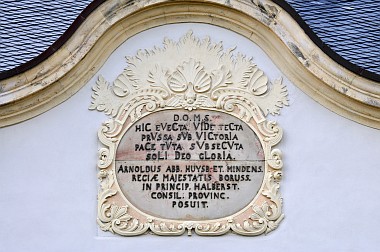 D.O.M.S.
HIC EVECTA. VIDE TECTA
PRVSSA SVB VICTORIA
PACE TVTA SVBSECVTA
SOLI DEO GLORIA.
ARNOLDUS ABB. HUYSB. ET. MINDENS.
REGIÆ MAJESTATIS BORUSS.
IN PRINCIP. HALBERST.
CONSIL. PROVINC.
POSUIT.